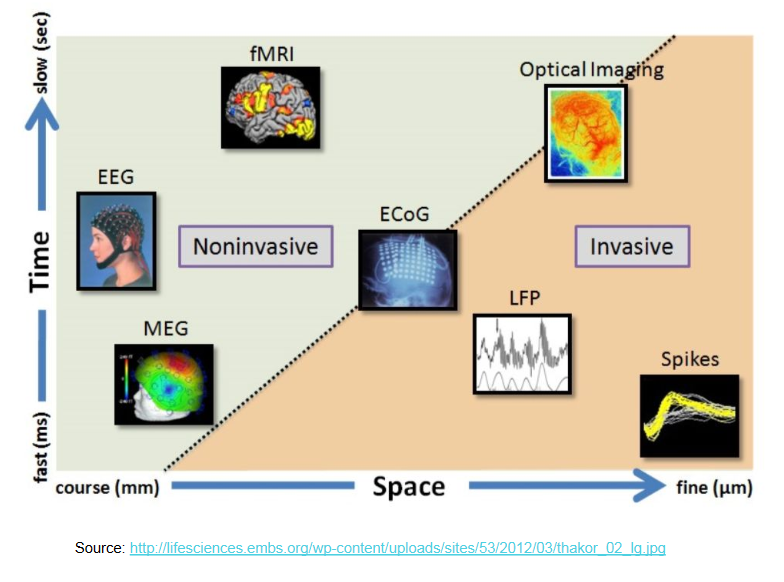 slow (sec)
Time
fast (ms)
fMRI
Optical Imaging
EEG
ECoG
Noninvasive
Invasive
LFP
MEG
Spikes
course (mm)
Space
fine (µm)
Source: http://lifesciences.embs.org/wp-content/uploads/sites/53/2012/03/thakor_02_lg.jpg